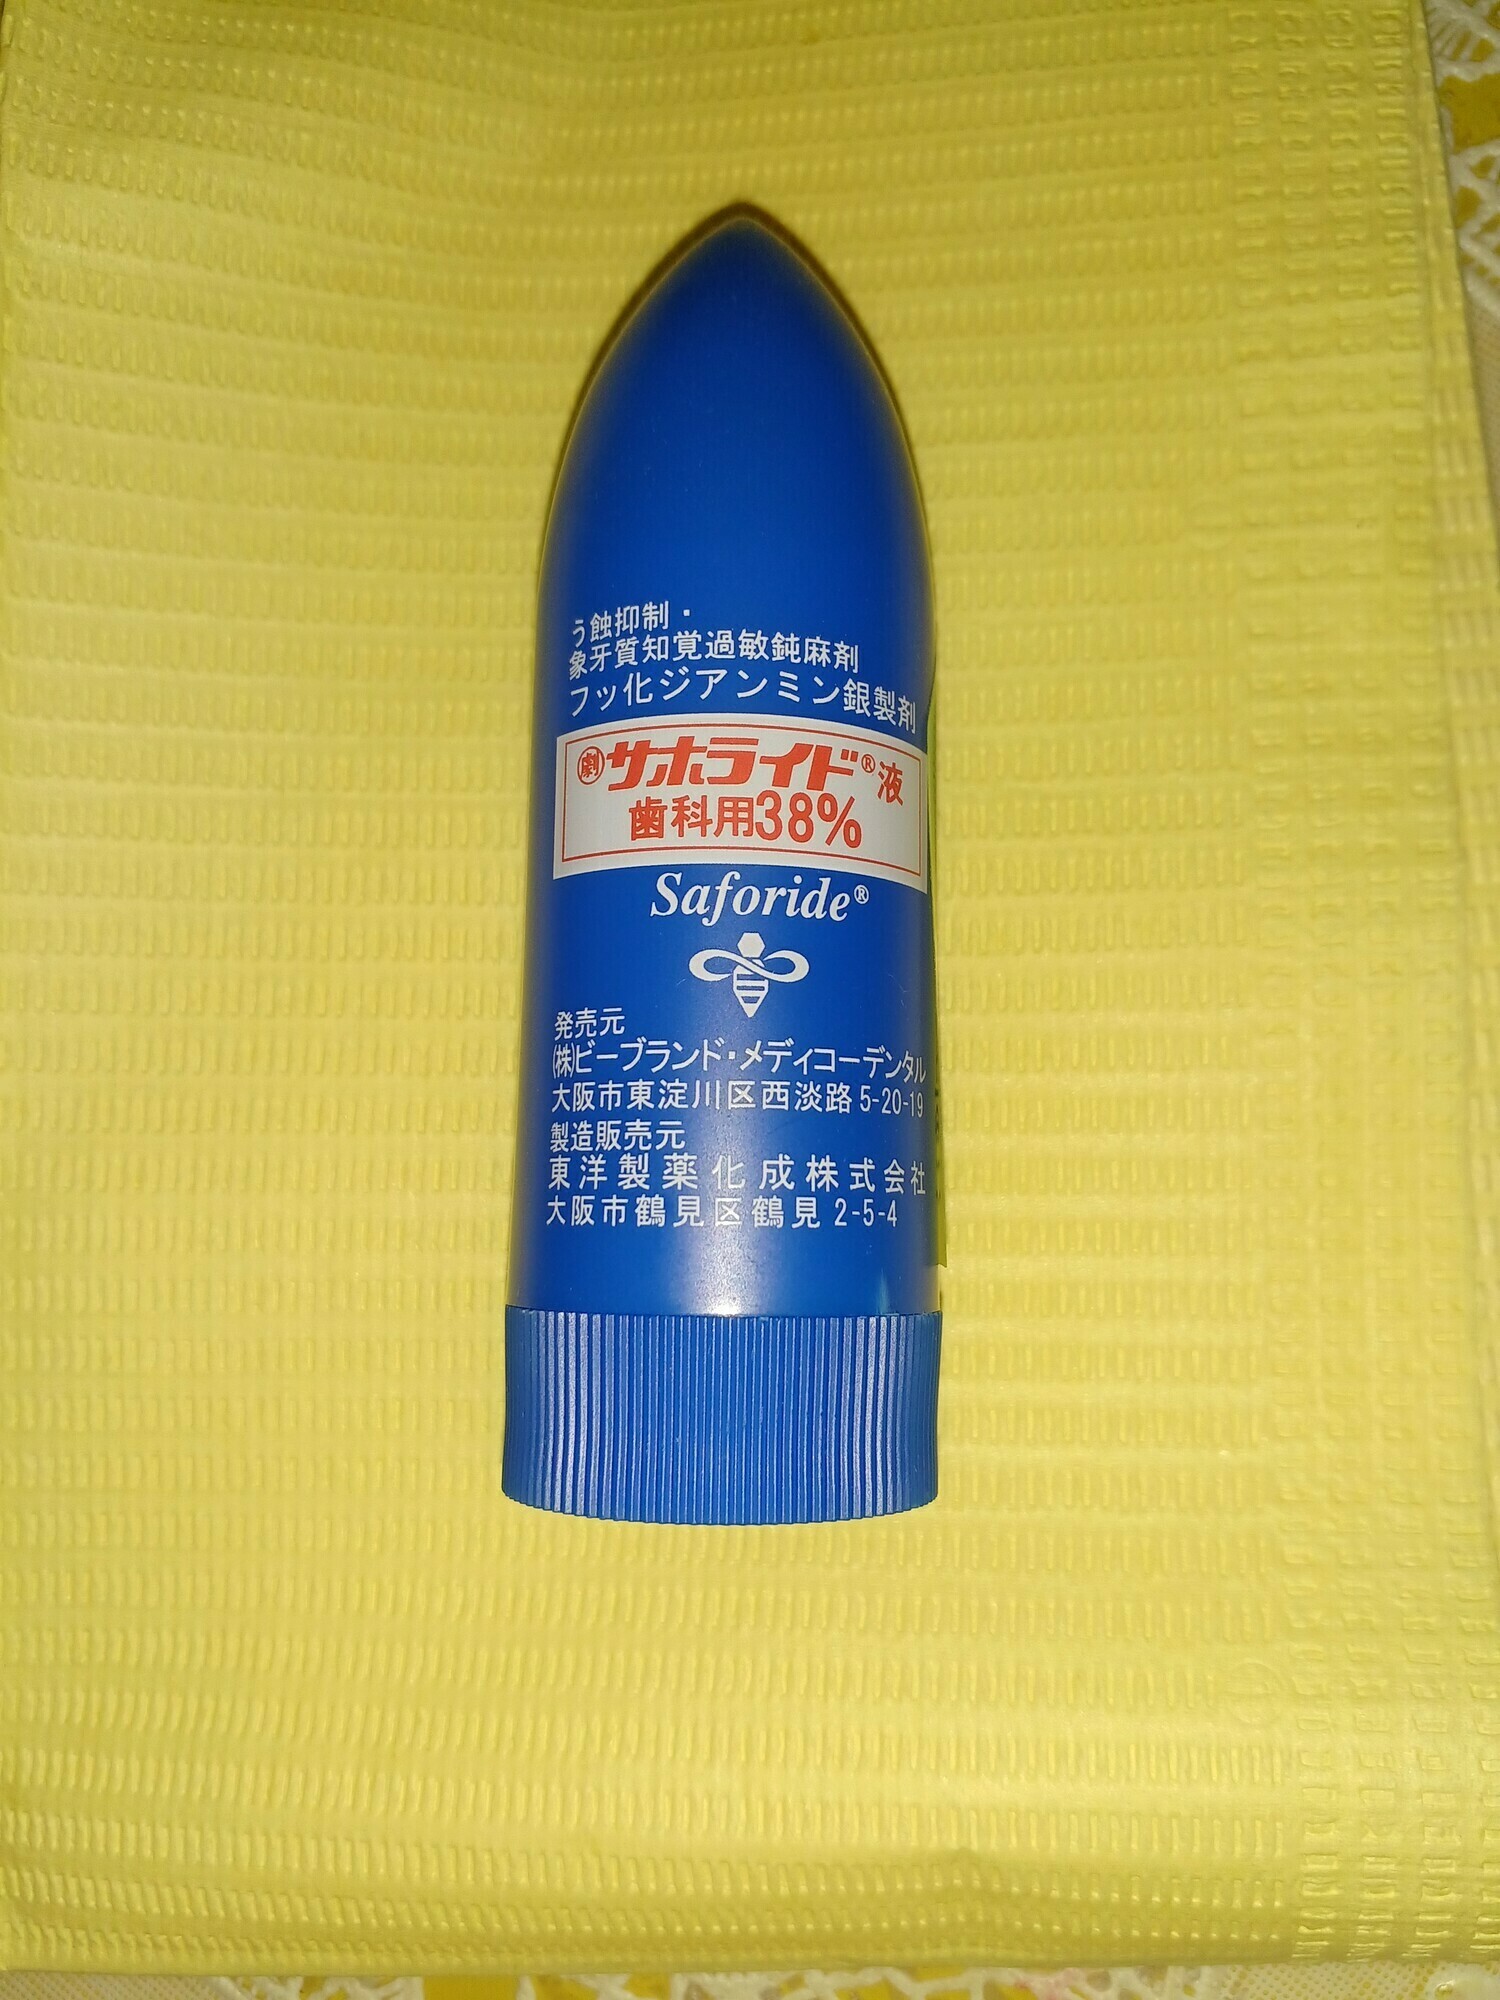 う蝕抑制・
象牙質知覚過敏鈍麻剤
フッ化ジアンミン銀製剤
劇 サホライド®液
歯科用38%
Saforide®
発売元
(株)ビーブランド・メディコーデンタル
大阪市東淀川区西淡路5-20-19
製造販売元
東洋製薬化成株式会社
大阪市鶴見区鶴見2-5-4